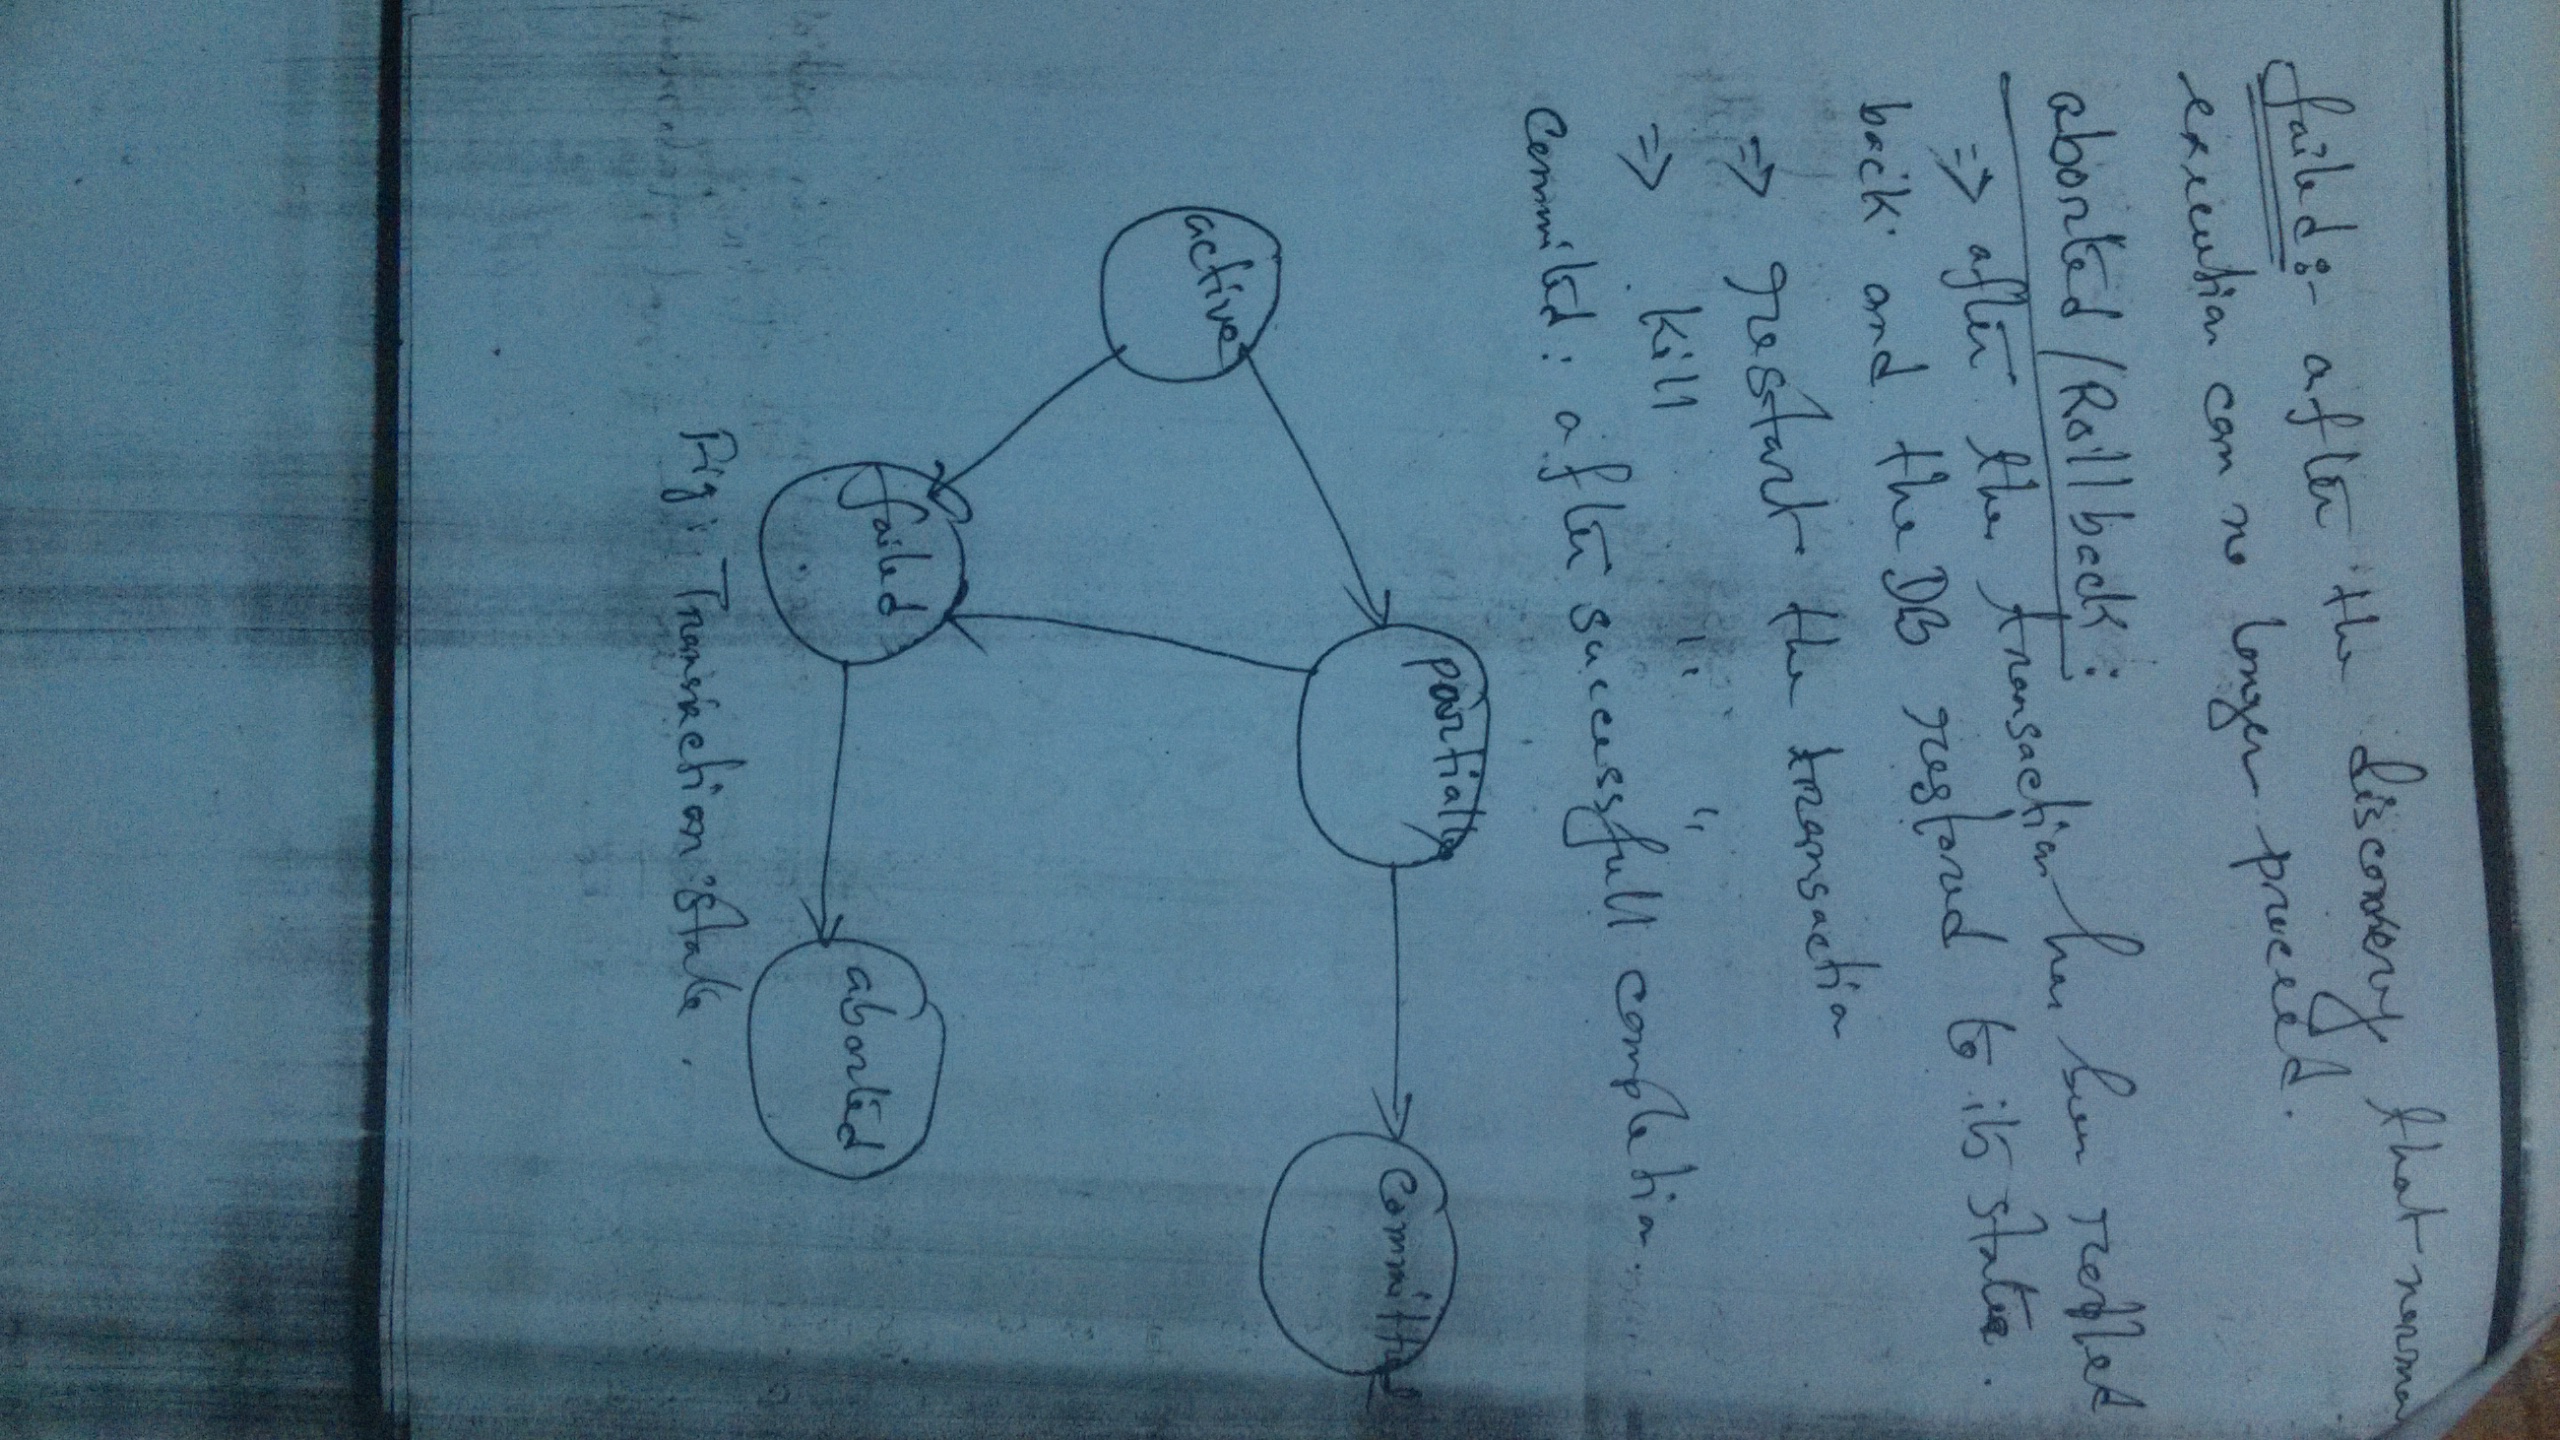 failed :- after the discovery that norma
execution can no longer proceed.
aborted / Roll back :
=> after the transaction has been
back and the DB restored to its state.
=> restart the transaction
=> kill " "
Commited : after successfull completion.
active
partially
Committed
failed
aborted
Fig : Transaction state .